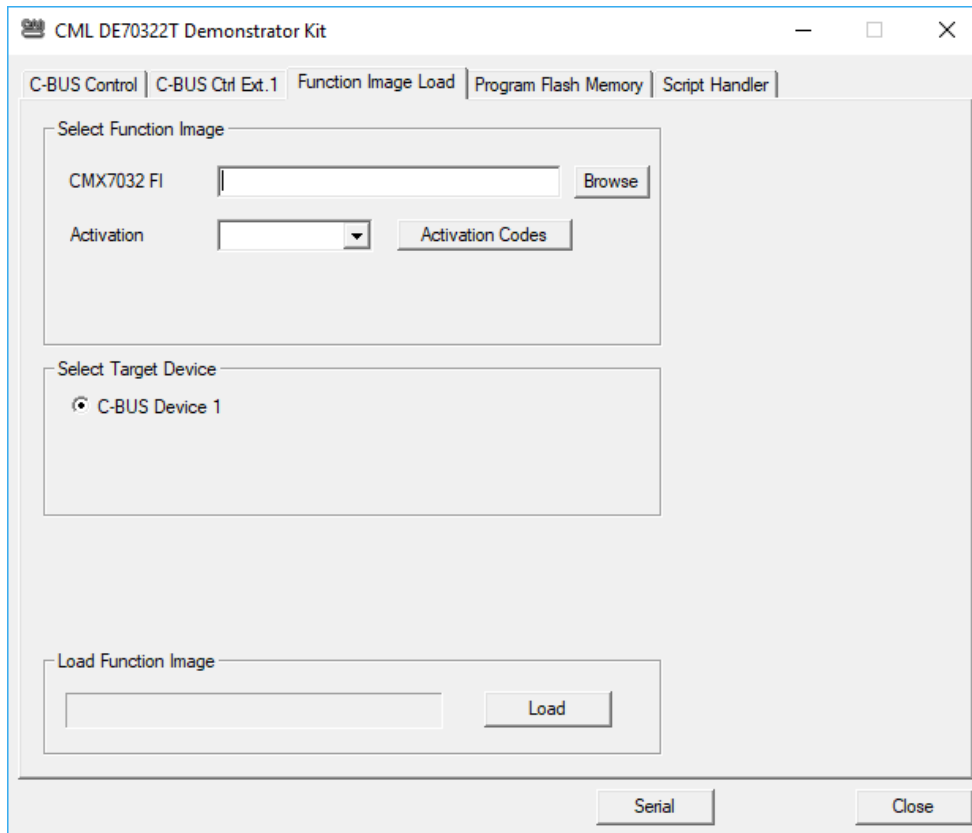 CML DE70322T Demonstrator Kit
C-BUS Control C-BUS Ctrl Ext.1 Function Image Load Program Flash Memory Script Handler
Select Function Image
CMX7032 FI Browse
Activation Activation Codes
Select Target Device
C-BUS Device 1
Load Function Image
Load
Serial Close